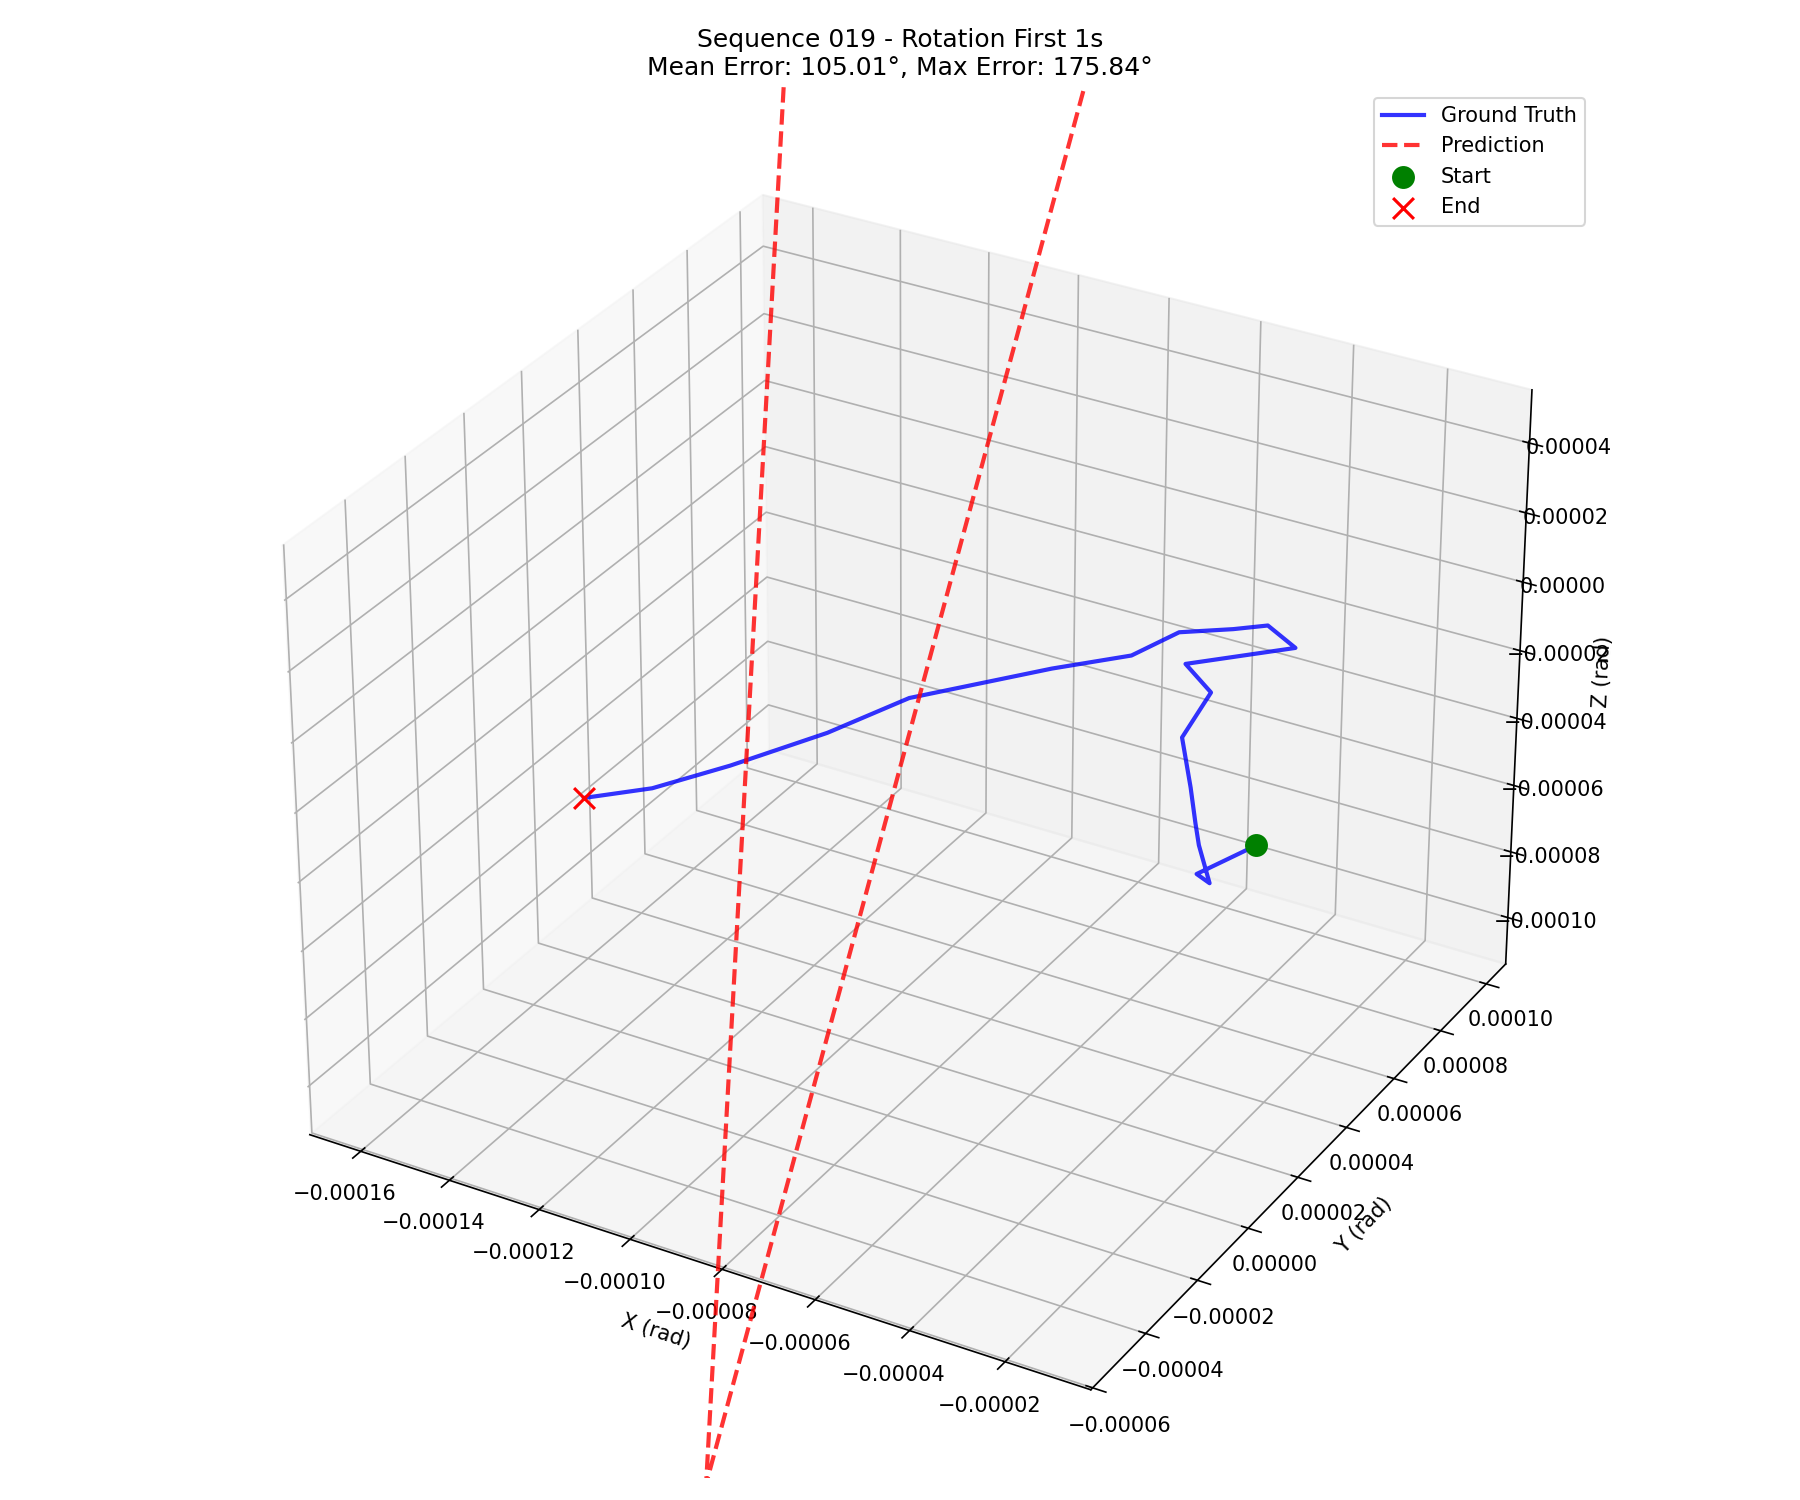 Sequence 019 - Rotation First 1s
Mean Error: 105.01°, Max Error: 175.84°
Ground Truth
Prediction
Start
End
0.00004
0.00002
0.00000
−0.00002
−0.00004
−0.00006
−0.00008
−0.00010
Z (rad)
0.00010
0.00008
0.00006
0.00004
0.00002
0.00000
−0.00002
−0.00004
−0.00006
Y (rad)
−0.00016
−0.00014
−0.00012
−0.00010
−0.00008
−0.00006
−0.00004
−0.00002
X (rad)